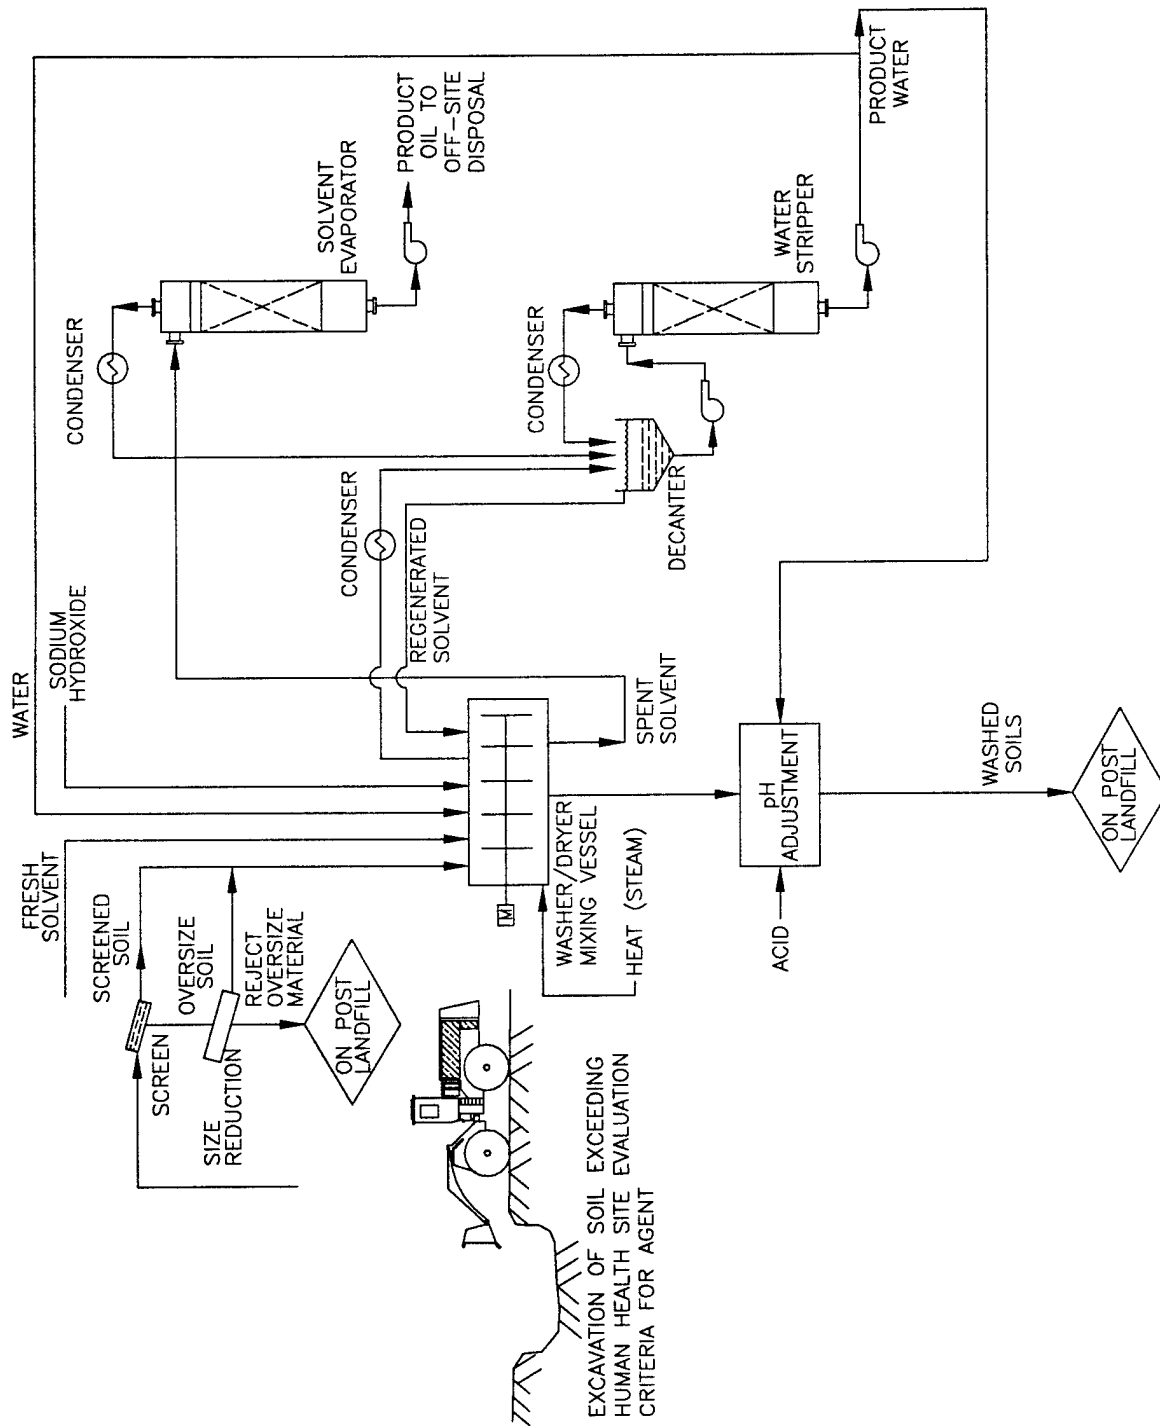 WATER
SODIUM
HYDROXIDE
FRESH
SOLVENT
SCREENED
SOIL
SCREEN
OVERSIZE
SOIL
SIZE
REDUCTION
REJECT
OVERSIZE
MATERIAL
ON POST
LANDFILL
EXCAVATION OF SOIL EXCEEDING
HUMAN HEALTH SITE EVALUATION
CRITERIA FOR AGENT
M
WASHER/DRYER
MIXING VESSEL
HEAT (STEAM)
CONDENSER
REGENERATED
SOLVENT
SPENT
SOLVENT
CONDENSER
SOLVENT
EVAPORATOR
PRODUCT
OIL TO
OFF-SITE
DISPOSAL
CONDENSER
DECANTER
WATER
STRIPPER
PRODUCT
WATER
ACID
pH
ADJUSTMENT
WASHED
SOILS
ON POST
LANDFILL